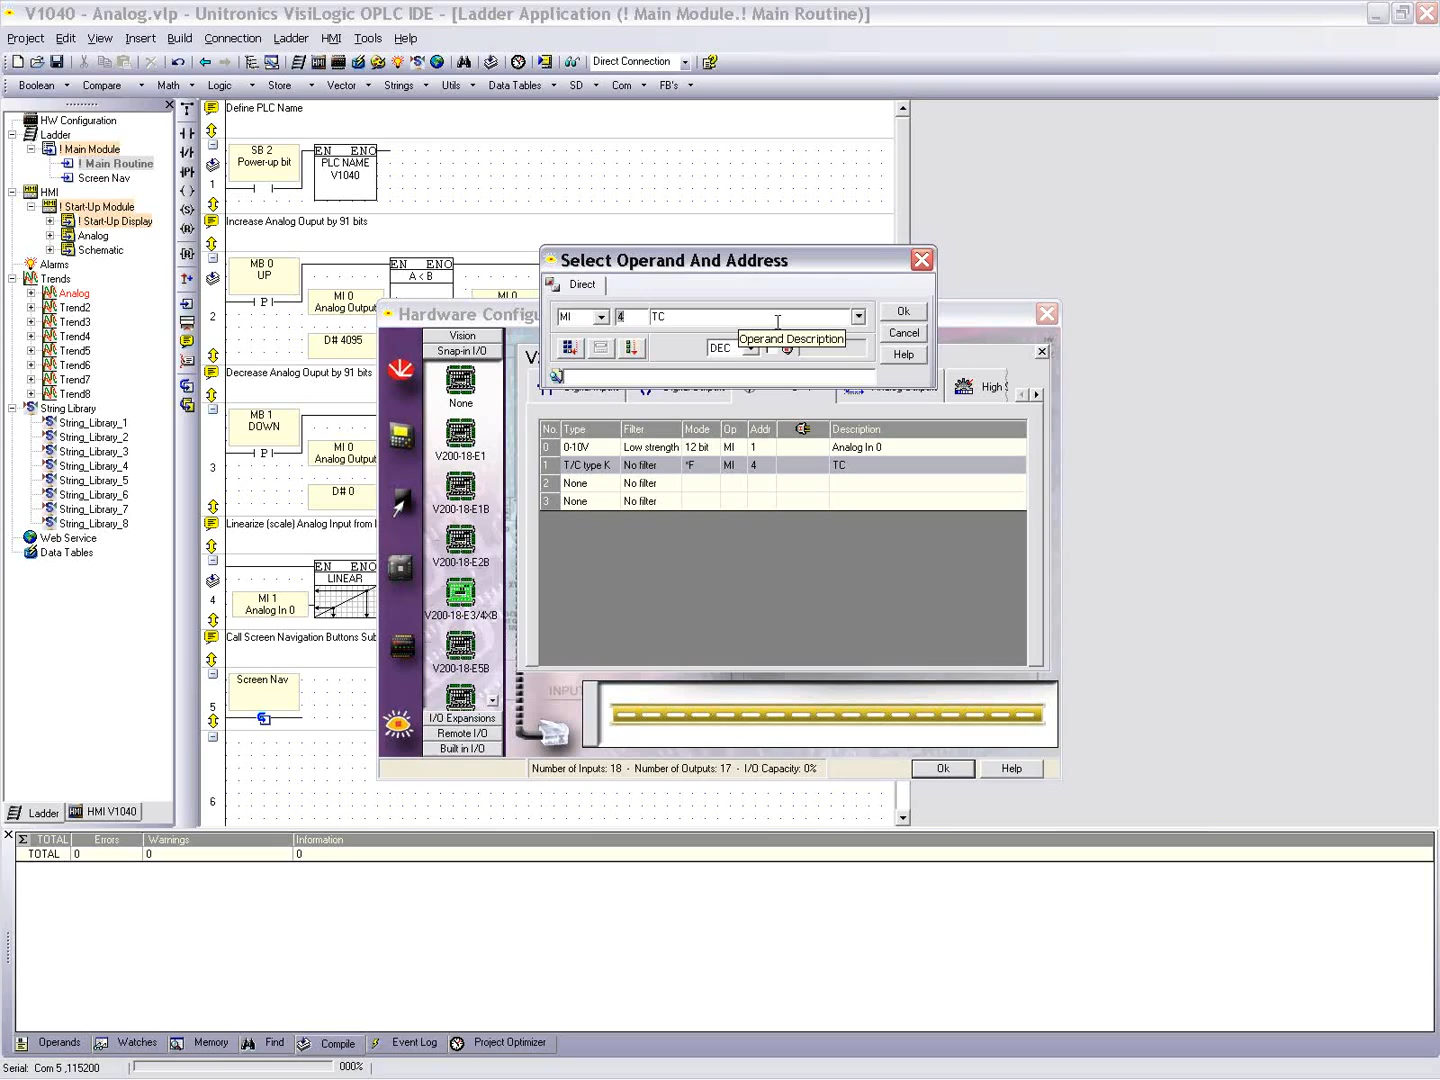 V1040 - Analog.vlp - Unitronics VisiLogic OPLC IDE - [Ladder Application (! Main Module.! Main Routine)]
Project Edit View Insert Build Connection Ladder HMI Tools Help
Direct Connection
Boolean Compare Math Logic Store Vector Strings Utils Data Tables SD Com FB's
HW Configuration
Ladder
! Main Module
! Main Routine
Screen Nav
HMI
! Start-Up Module
! Start-Up Display
Analog
Schematic
Alarms
Trends
Analog
Trend2
Trend3
Trend4
Trend5
Trend6
Trend7
Trend8
String Library
String_Library_1
String_Library_2
String_Library_3
String_Library_4
String_Library_5
String_Library_6
String_Library_7
String_Library_8
Web Service
Data Tables
Ladder HMI V1040
Define PLC Name
SB 2
Power-up bit
EN ENO
PLC NAME
V1040
1
Increase Analog Ouput by 91 bits
MB 0
UP
P
EN ENO
A < B
MI 0
Analog Output
MI 0
D# 4095
2
Decrease Analog Ouput by 91 bits
MB 1
DOWN
P
MI 0
Analog Output
D# 0
3
Linearize (scale) Analog Input from
EN ENO
LINEAR
MI 1
Analog In 0
4
Call Screen Navigation Buttons Sub
Screen Nav
5
6
Select Operand And Address
Direct
MI 4 TC
Ok
Operand Description
Cancel
DEC
Help
Hardware Configu
Vision
Snap-in I/O
None
V200-18-E1
V200-18-E1B
V200-18-E2B
V200-18-E3/4XB
V200-18-E5B
I/O Expansions
Remote I/O
Built in I/O
High
No. Type Filter Mode Op Addr Description
0 0-10V Low strength 12 bit MI 1 Analog In 0
1 T/C type K No filter °F MI 4 TC
2 None No filter
3 None No filter
INPUT
Number of Inputs: 18 - Number of Outputs: 17 - I/O Capacity: 0%
Ok Help
Σ TOTAL Errors Warnings Information
TOTAL 0 0 0
Operands Watches Memory Find Compile Event Log Project Optimizer
Serial: Com 5 ,115200 000%